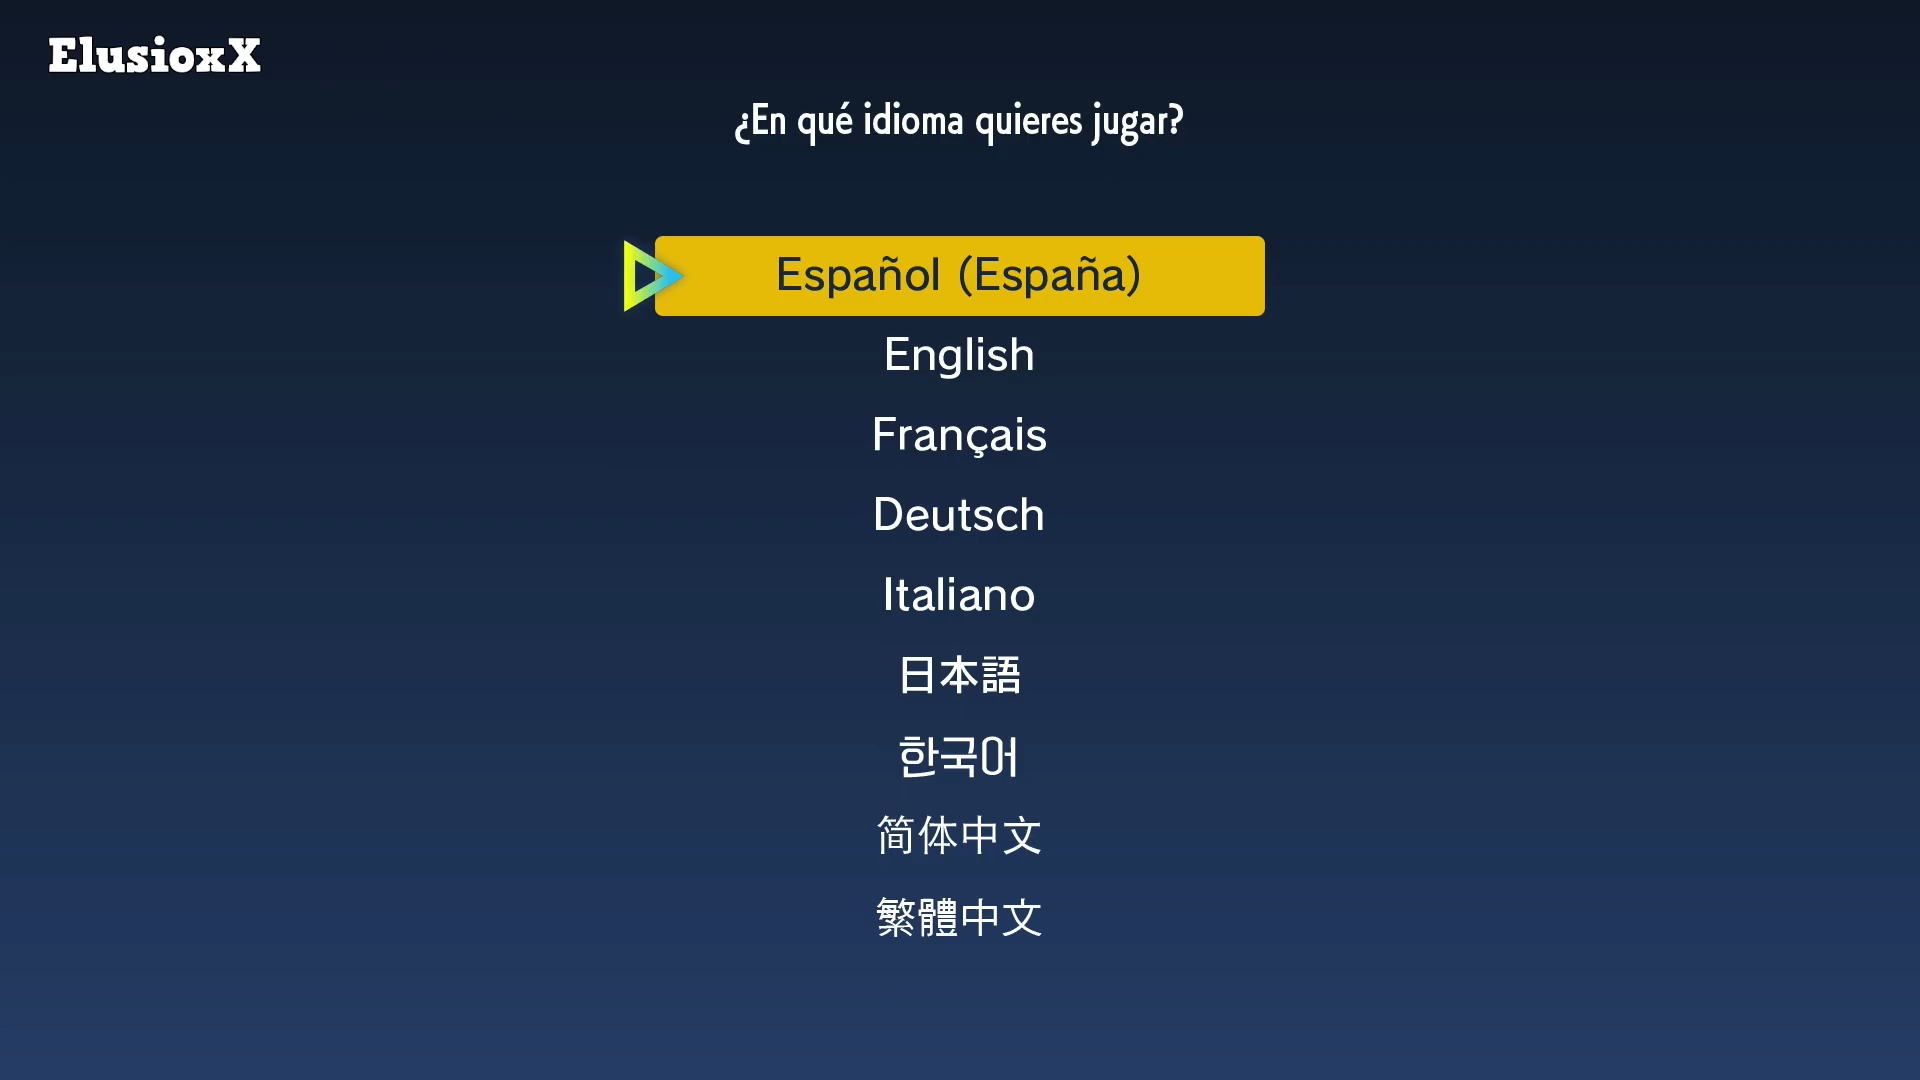 ElusioxX
¿En qué idioma quieres jugar?
Español (España)
English
Français
Deutsch
Italiano
日本語
한국어
简体中文
繁體中文